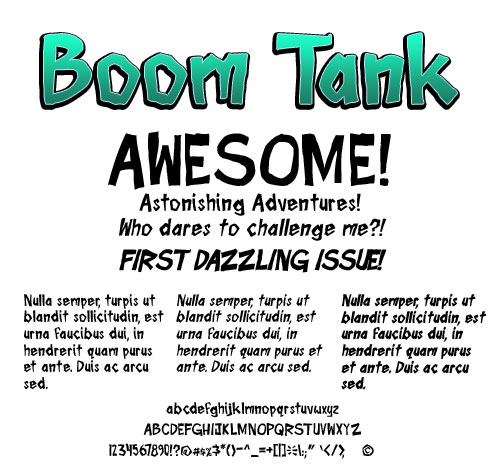 Boom Tank
AWESOME!
Astonishing Adventures!
Who dares to challenge me?!
FIRST DAZZLING ISSUE!
Nulla semper, turpis ut
blandit sollicitudin, est
urna faucibus dui, in
hendrerit quam purus
et ante. Duis ac arcu
sed.
Nulla semper, turpis ut
blandit sollicitudin, est
urna faucibus dui, in
hendrerit quam purus et
et ante. Duis ac arcu sed.
Nulla semper, turpis ut
blandit sollicitudin, est
urna faucibus dui, in
hendrerit quam purus
et ante. Duis ac arcu
sed.
abcdefghijklmnopqrstuvwxyz
ABCDEFGHIJKLMNOPQRSTUVWXYZ
1234567890!?@#$%